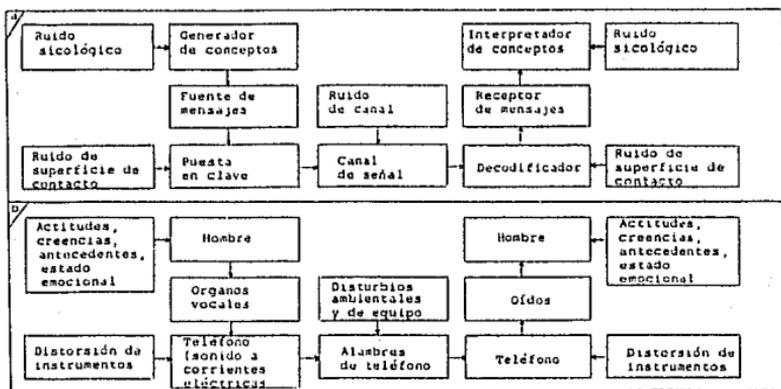 a
Ruido
sicológico
Generador
de conceptos
Interpretador
de conceptos
Ruido
sicológico
Fuente de
mensajes
Ruido
de canal
Receptor
de mensajes
Ruido de
superficie de
contacto
Puesta
en clave
Canal
de señal
Decodificador
Ruido de
superficie de
contacto
b
Actitudes,
creencias,
antecedentes,
estado
emocional
Hombre
Hombre
Actitudes,
creencias,
antecedentes,
estado
emocional
Organos
vocales
Disturbios
ambientales
y de equipo
Oídos
Distorsión de
instrumentos
Teléfono
(sonido a
corrientes
eléctricas
Alambres
de teléfono
Teléfono
Distorsión de
instrumentos